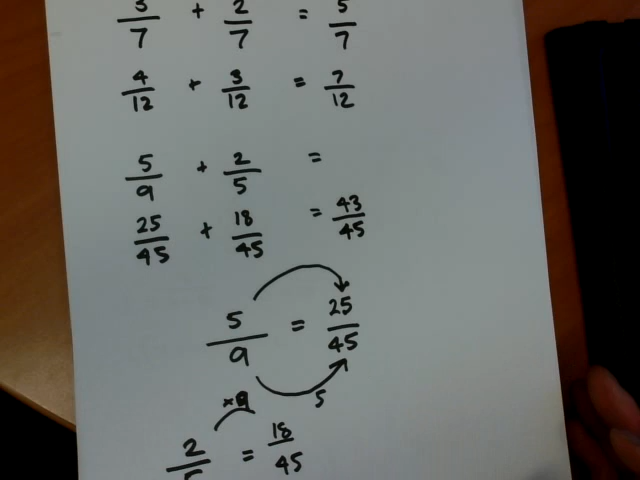 3/7 + 2/7 = 5/7
4/12 + 3/12 = 7/12
5/9 + 2/5 =
25/45 + 18/45 = 43/45
5/9 = 25/45
5
×9
2/5 = 18/45